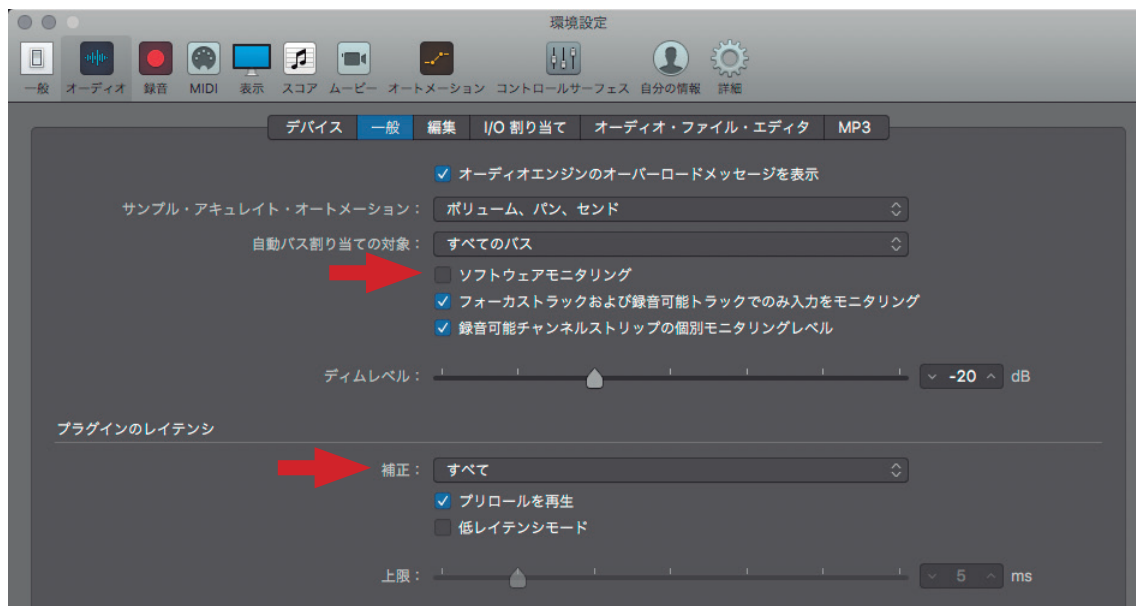 環境設定
一般 オーディオ 録音 MIDI 表示 スコア ムービー オートメーション コントロールサーフェス 自分の情報 詳細
デバイス 一般 編集 I/O 割り当て オーディオ・ファイル・エディタ MP3
オーディオエンジンのオーバーロードメッセージを表示
サンプル・アキュレイト・オートメーション： ボリューム、パン、センド
自動バス割り当ての対象： すべてのバス
ソフトウェアモニタリング
フォーカストラックおよび録音可能トラックでのみ入力をモニタリング
録音可能チャンネルストリップの個別モニタリングレベル
ディムレベル： -20 dB
プラグインのレイテンシ
補正： すべて
プリロールを再生
低レイテンシモード
上限： 5 ms